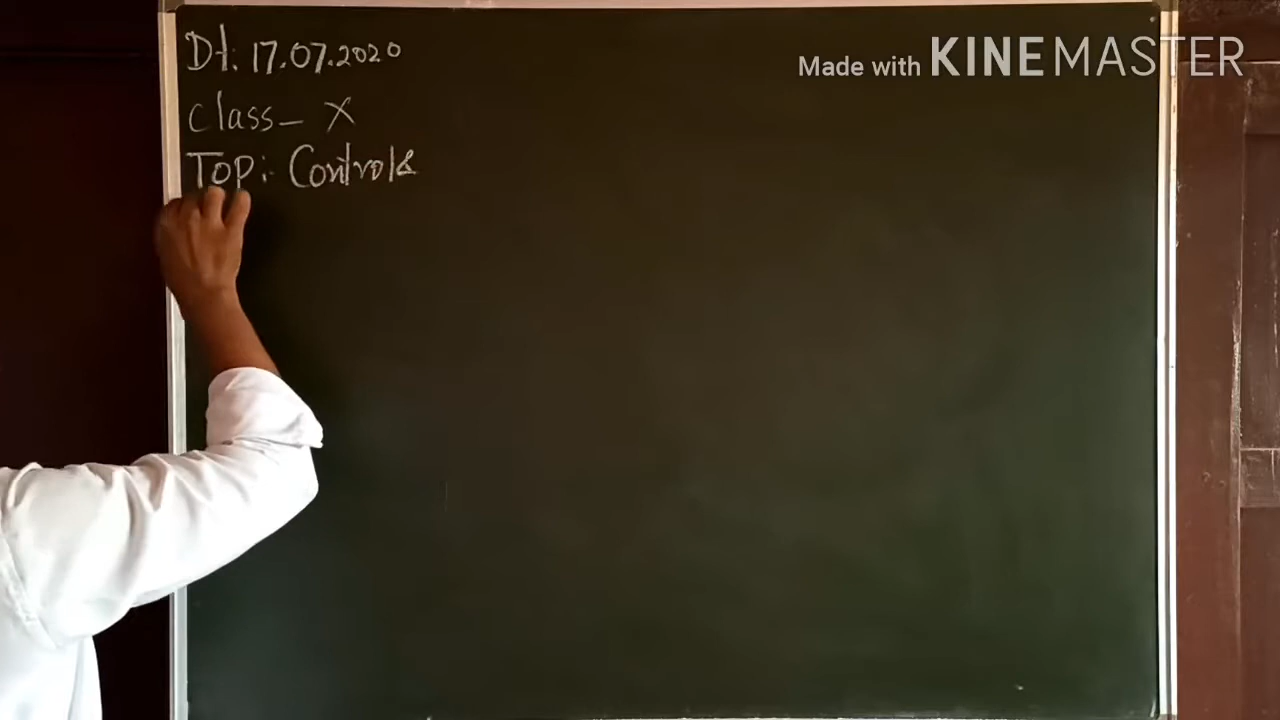 Dt: 17.07.2020
Made with KINEMASTER
Class - X
Top:- Controls